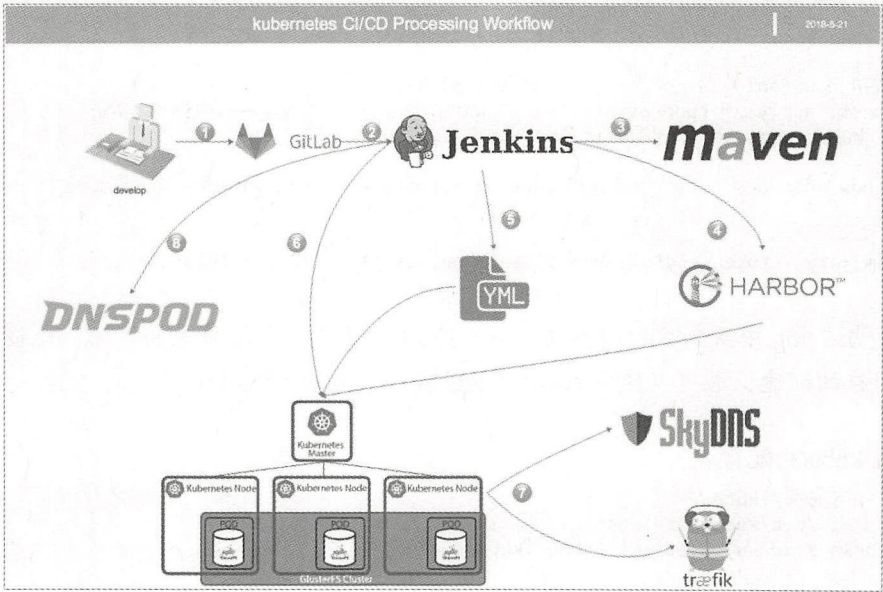 kubernetes CI/CD Processing Workflow
2018-5-21
1
GitLab
2
Jenkins
3
maven
develop
8
6
5
4
DNSPOD
YML
HARBOR™
Kubernetes Master
SkyDNS
Kubernetes Node
Kubernetes Node
Kubernetes Node
7
POD
POD
POD
GlusterFS Cluster
træfik